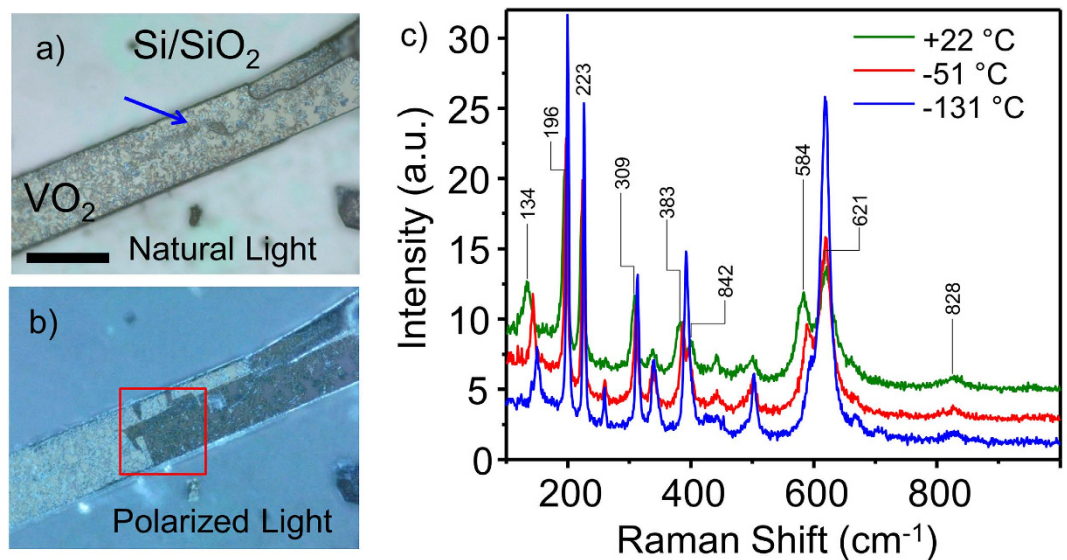 a)
Si/SiO₂
VO₂
Natural Light
b)
Polarized Light
c)
+22 °C
-51 °C
-131 °C
134
196
223
309
383
842
584
621
828
30
25
20
15
10
5
0
Intensity (a.u.)
200
400
600
800
Raman Shift (cm⁻¹)